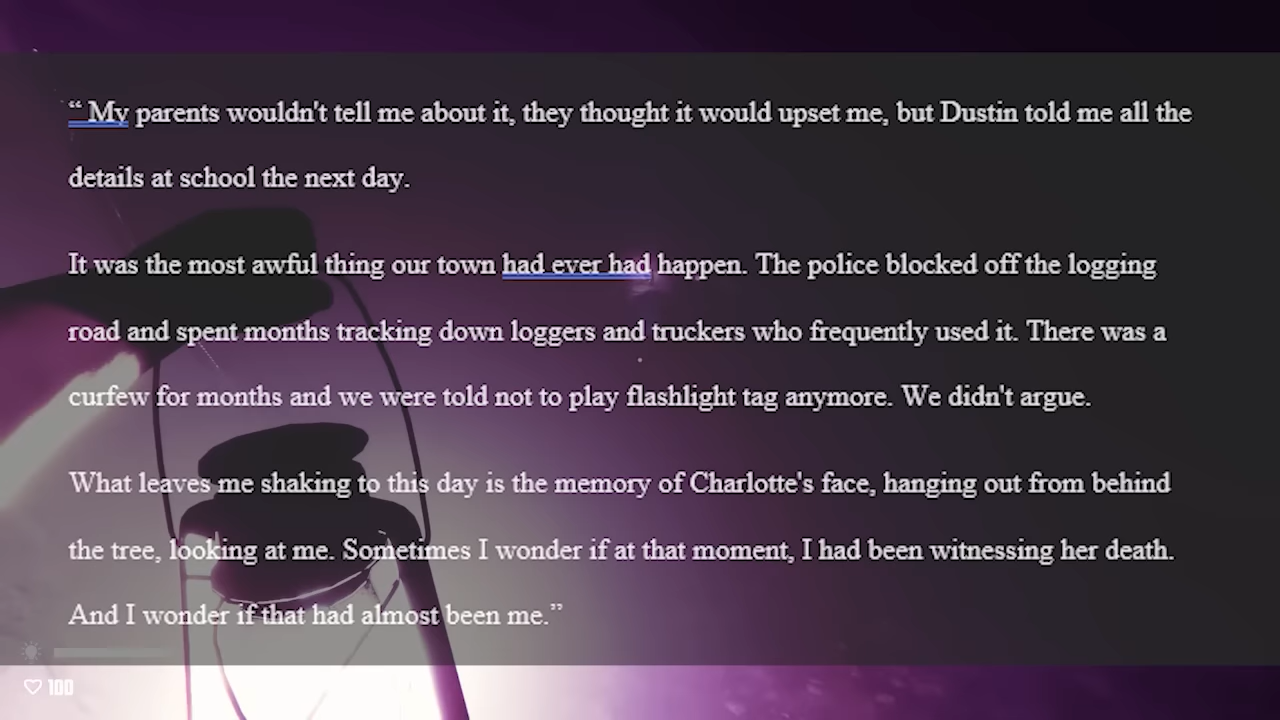 “ My parents wouldn't tell me about it, they thought it would upset me, but Dustin told me all the
details at school the next day.
It was the most awful thing our town had ever had happen. The police blocked off the logging
road and spent months tracking down loggers and truckers who frequently used it. There was a
curfew for months and we were told not to play flashlight tag anymore. We didn't argue.
What leaves me shaking to this day is the memory of Charlotte's face, hanging out from behind
the tree, looking at me. Sometimes I wonder if at that moment, I had been witnessing her death.
And I wonder if that had almost been me.”
100